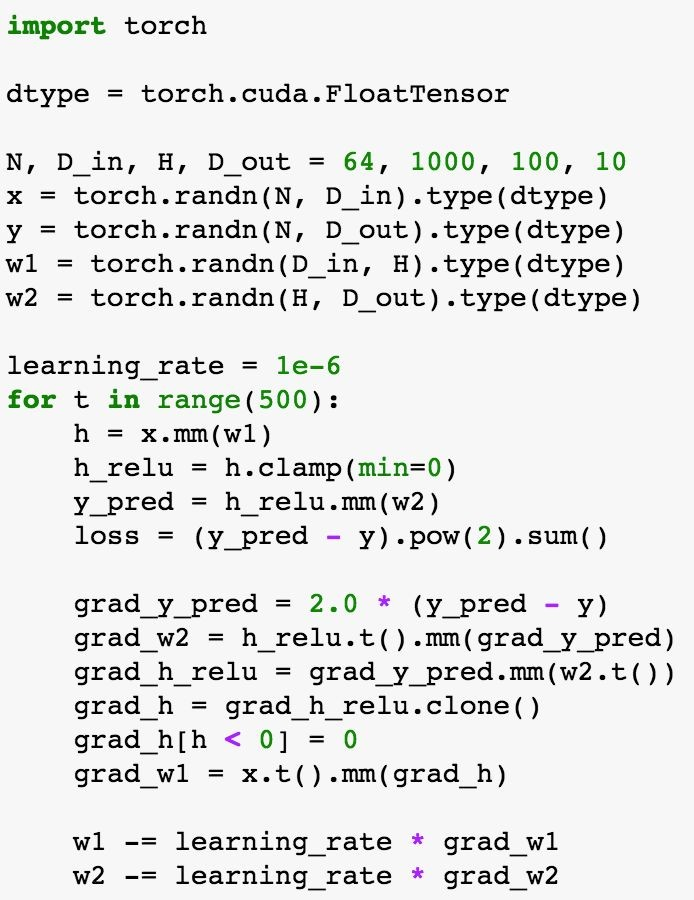 import torch

dtype = torch.cuda.FloatTensor

N, D_in, H, D_out = 64, 1000, 100, 10
x = torch.randn(N, D_in).type(dtype)
y = torch.randn(N, D_out).type(dtype)
w1 = torch.randn(D_in, H).type(dtype)
w2 = torch.randn(H, D_out).type(dtype)

learning_rate = 1e-6
for t in range(500):
    h = x.mm(w1)
    h_relu = h.clamp(min=0)
    y_pred = h_relu.mm(w2)
    loss = (y_pred - y).pow(2).sum()

    grad_y_pred = 2.0 * (y_pred - y)
    grad_w2 = h_relu.t().mm(grad_y_pred)
    grad_h_relu = grad_y_pred.mm(w2.t())
    grad_h = grad_h_relu.clone()
    grad_h[h < 0] = 0
    grad_w1 = x.t().mm(grad_h)

    w1 -= learning_rate * grad_w1
    w2 -= learning_rate * grad_w2